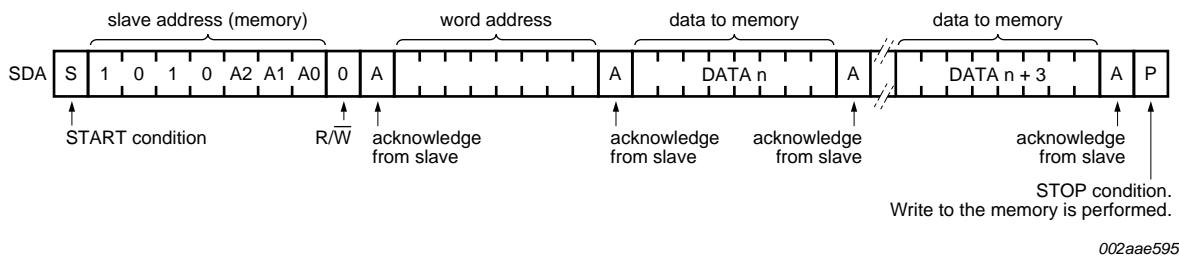 slave address (memory) word address data to memory data to memory
SDA S 1 0 1 0 A2 A1 A0 0 A A DATA n A DATA n + 3 A P
START condition R/W̅ acknowledge from slave acknowledge from slave acknowledge from slave acknowledge from slave
STOP condition.
Write to the memory is performed.
002aae595